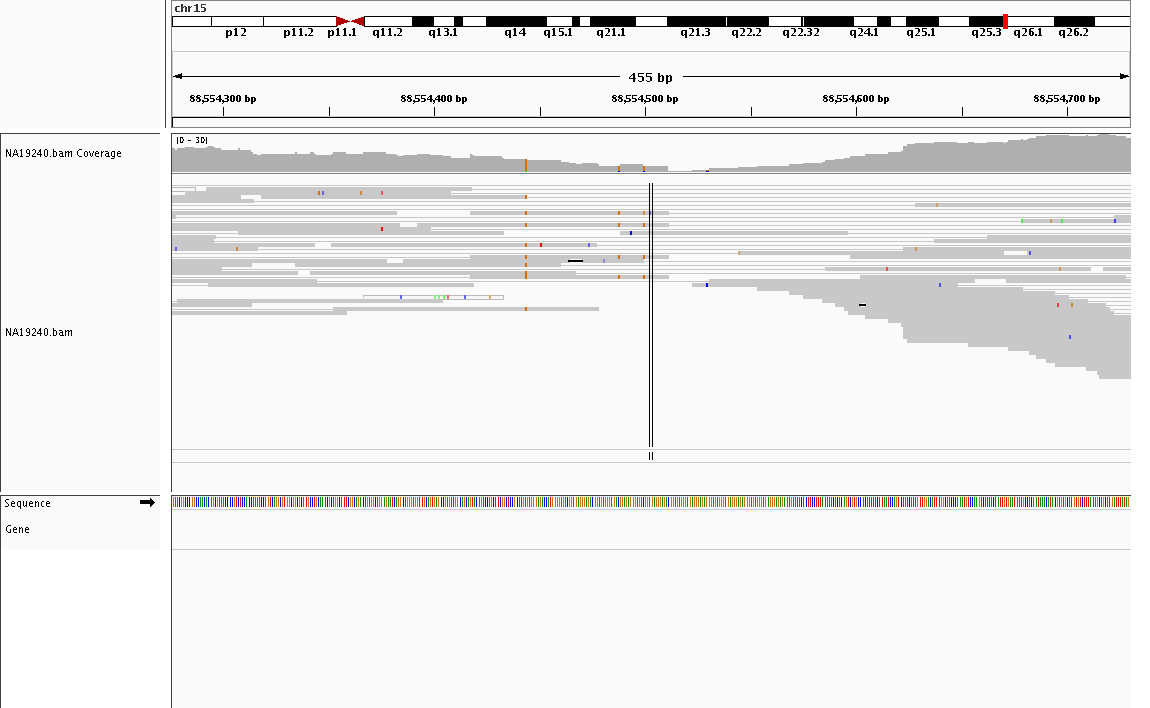 chr15
p12 p11.2 p11.1 q11.2 q13.1 q14 q15.1 q21.1 q21.3 q22.2 q22.32 q24.1 q25.1 q25.3 q26.1 q26.2
455 bp
88,554,300 bp 88,554,400 bp 88,554,500 bp 88,554,600 bp 88,554,700 bp
[0 - 30]
NA19240.bam Coverage
NA19240.bam
Sequence
Gene